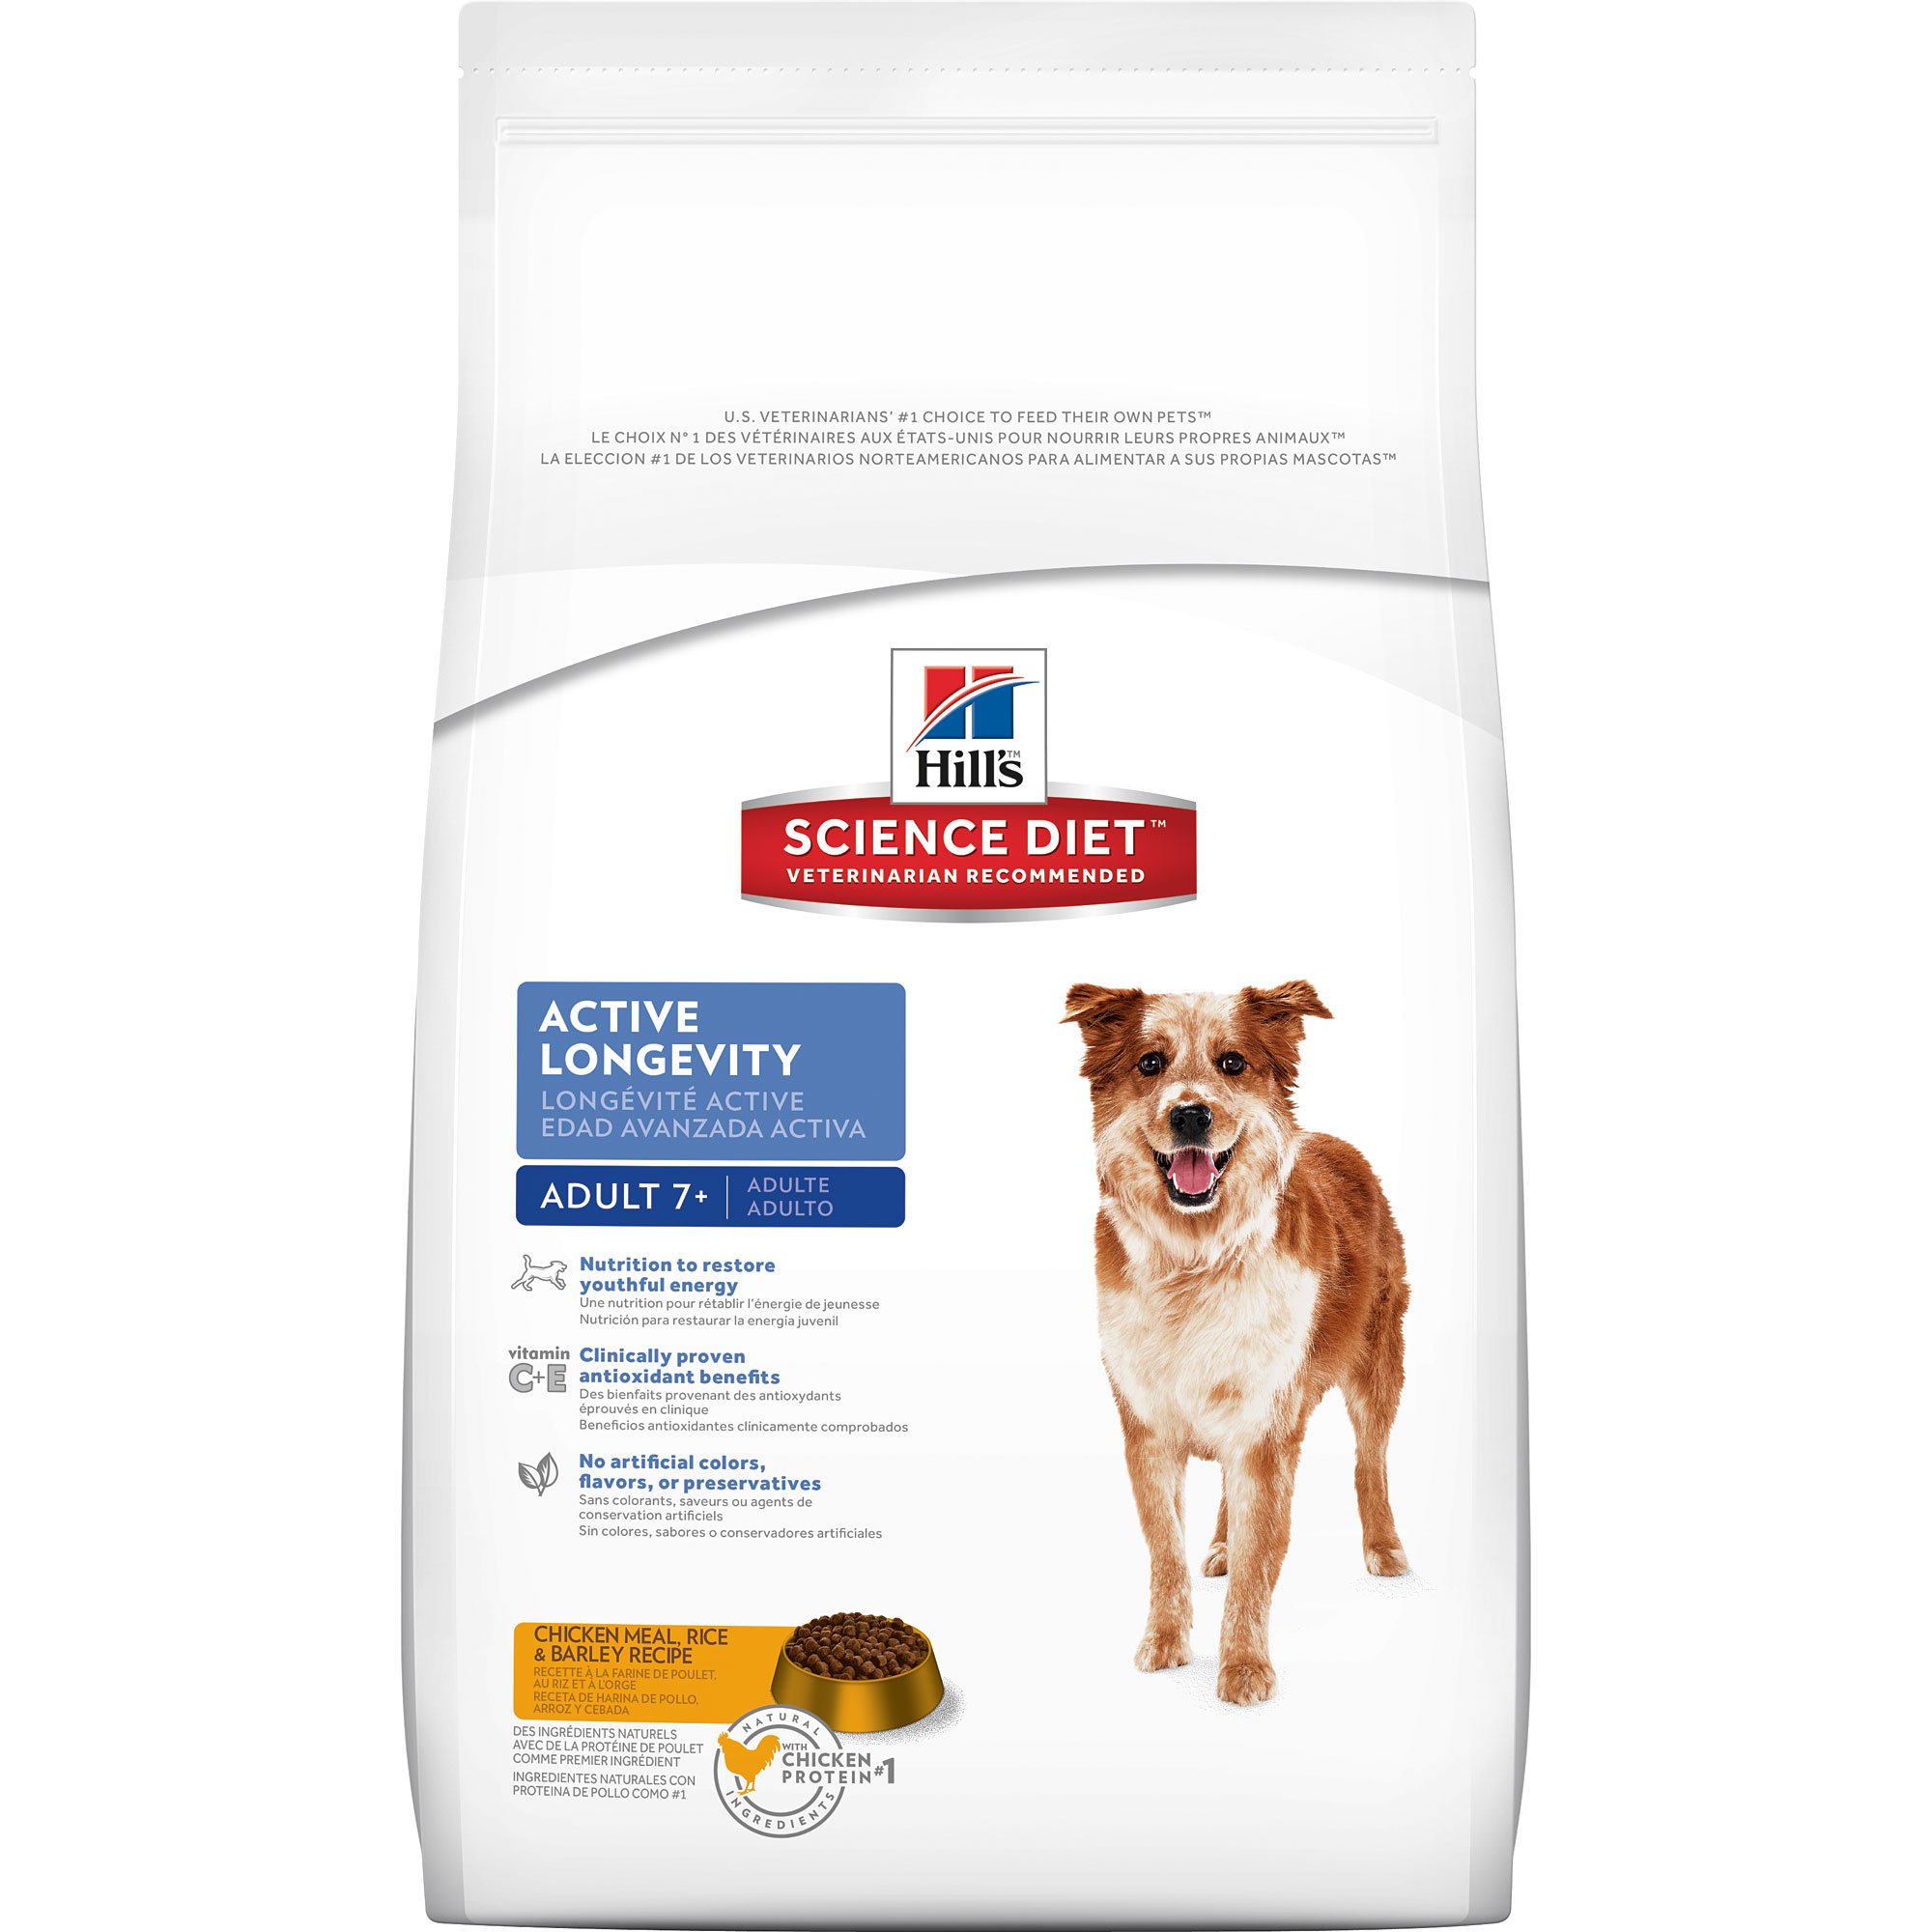 U.S. VETERINARIANS' #1 CHOICE TO FEED THEIR OWN PETS™
LE CHOIX N° 1 DES VÉTÉRINAIRES AUX ÉTATS-UNIS POUR NOURRIR LEURS PROPRES ANIMAUX™
LA ELECCION #1 DE LOS VETERINARIOS NORTEAMERICANOS PARA ALIMENTAR A SUS PROPIAS MASCOTAS™
Hill's™
SCIENCE DIET™
VETERINARIAN RECOMMENDED
ACTIVE
LONGEVITY
LONGÉVITÉ ACTIVE
EDAD AVANZADA ACTIVA
ADULT 7+
ADULTE
ADULTO
Nutrition to restore
youthful energy
Une nutrition pour rétablir l'énergie de jeunesse
Nutrición para restaurar la energía juvenil
vitamin
C+E
Clinically proven
antioxidant benefits
Des bienfaits provenant des antioxydants
éprouvés en clinique
Beneficios antioxidantes clínicamente comprobados
No artificial colors,
flavors, or preservatives
Sans colorants, saveurs ou agents de
conservation artificiels
Sin colores, sabores o conservadores artificiales
CHICKEN MEAL, RICE
& BARLEY RECIPE
RECETTE À LA FARINE DE POULET,
AU RIZ ET À L'ORGE
RECETA DE HARINA DE POLLO,
ARROZ Y CEBADA
DES INGRÉDIENTS NATURELS
AVEC DE LA PROTÉINE DE POULET
COMME PREMIER INGRÉDIENT
INGREDIENTES NATURALES CON
PROTEINA DE POLLO COMO #1
NATURAL
INGREDIENTS
WITH
CHICKEN
PROTEIN #1